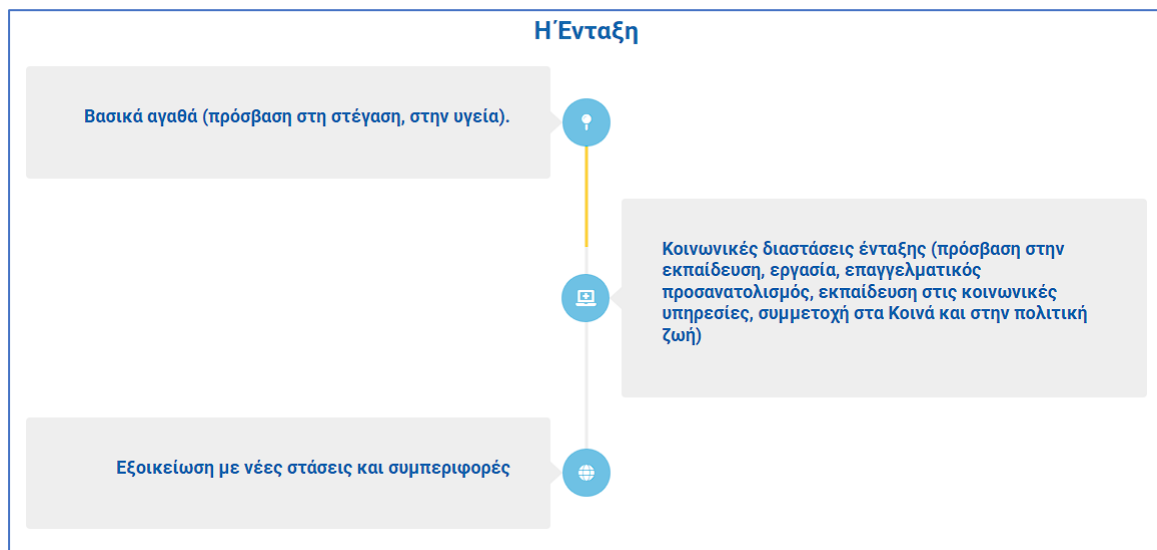 Η Ένταξη
Βασικά αγαθά (πρόσβαση στη στέγαση, στην υγεία).
Κοινωνικές διαστάσεις ένταξης (πρόσβαση στην
εκπαίδευση, εργασία, επαγγελματικός
προσανατολισμός, εκπαίδευση στις κοινωνικές
υπηρεσίες, συμμετοχή στα Κοινά και στην πολιτική
ζωή)
Εξοικείωση με νέες στάσεις και συμπεριφορές